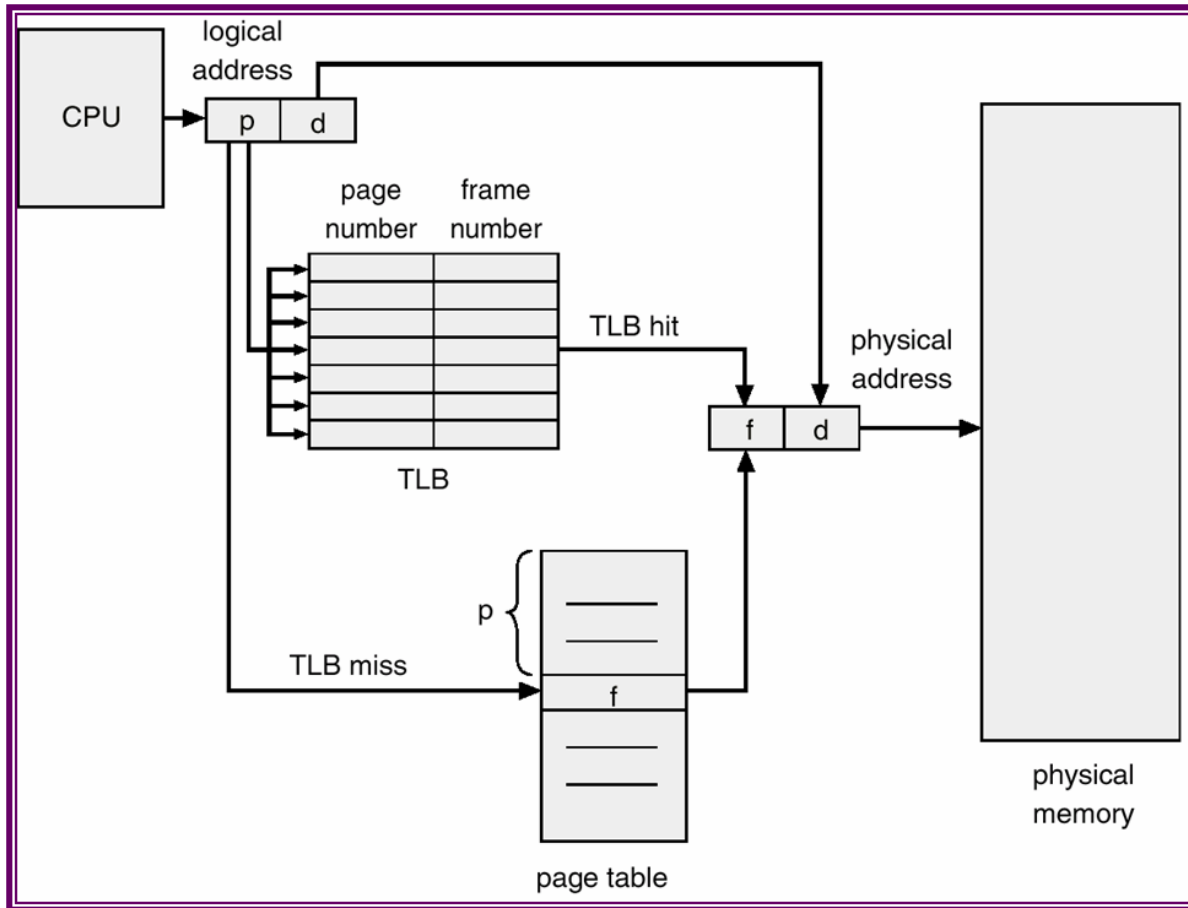 logical
address
CPU
p d
page frame
number number
TLB hit
physical
address
f d
TLB
p
TLB miss
f
physical
memory
page table